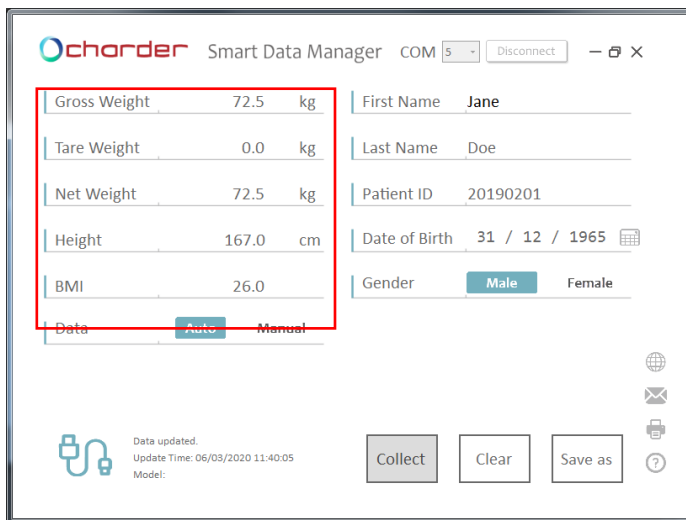 charder Smart Data Manager COM 5 Disconnect
Gross Weight 72.5 kg
Tare Weight 0.0 kg
Net Weight 72.5 kg
Height 167.0 cm
BMI 26.0
Data Auto Manual
First Name Jane
Last Name Doe
Patient ID 20190201
Date of Birth 31 / 12 / 1965
Gender Male Female
Data updated.
Update Time: 06/03/2020 11:40:05
Model:
Collect Clear Save as
?